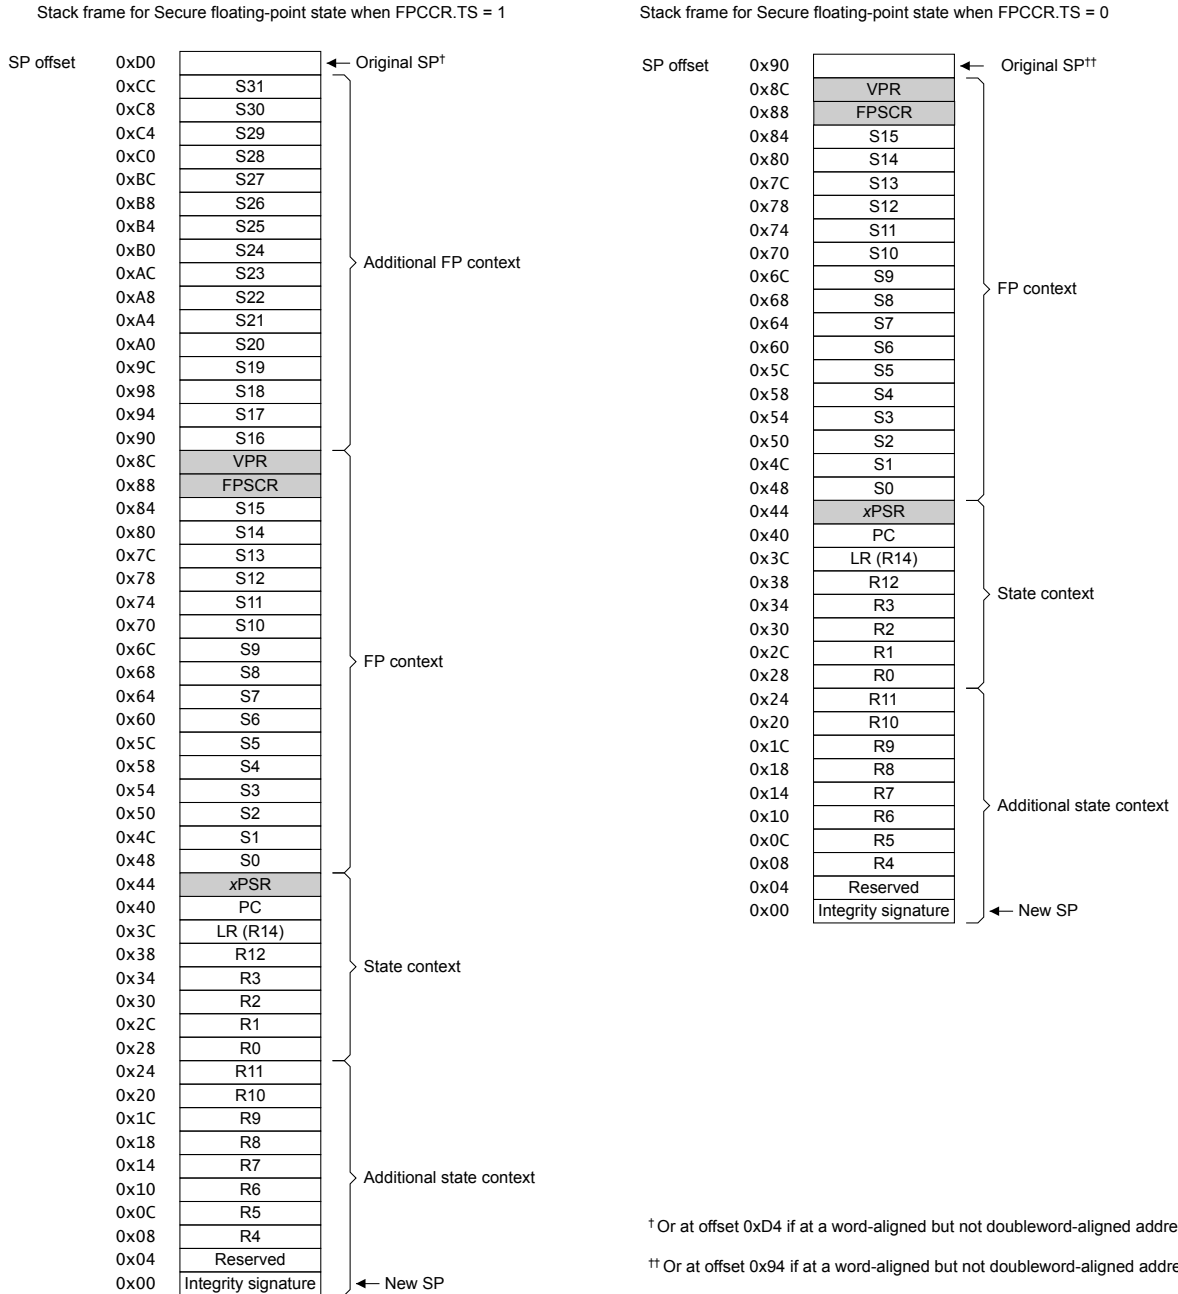 Stack frame for Secure floating-point state when FPCCR.TS = 1
SP offset 0xD0 Original SP†
0xCC S31
0xC8 S30
0xC4 S29
0xC0 S28
0xBC S27
0xB8 S26
0xB4 S25
0xB0 S24
Additional FP context
0xAC S23
0xA8 S22
0xA4 S21
0xA0 S20
0x9C S19
0x98 S18
0x94 S17
0x90 S16
0x8C VPR
0x88 FPSCR
0x84 S15
0x80 S14
0x7C S13
0x78 S12
0x74 S11
0x70 S10
0x6C S9
FP context
0x68 S8
0x64 S7
0x60 S6
0x5C S5
0x58 S4
0x54 S3
0x50 S2
0x4C S1
0x48 S0
0x44 xPSR
0x40 PC
0x3C LR (R14)
0x38 R12
State context
0x34 R3
0x30 R2
0x2C R1
0x28 R0
0x24 R11
0x20 R10
0x1C R9
0x18 R8
0x14 R7
Additional state context
0x10 R6
0x0C R5
0x08 R4
0x04 Reserved
0x00 Integrity signature New SP
Stack frame for Secure floating-point state when FPCCR.TS = 0
SP offset 0x90 Original SP††
0x8C VPR
0x88 FPSCR
0x84 S15
0x80 S14
0x7C S13
0x78 S12
0x74 S11
0x70 S10
0x6C S9
FP context
0x68 S8
0x64 S7
0x60 S6
0x5C S5
0x58 S4
0x54 S3
0x50 S2
0x4C S1
0x48 S0
0x44 xPSR
0x40 PC
0x3C LR (R14)
0x38 R12
State context
0x34 R3
0x30 R2
0x2C R1
0x28 R0
0x24 R11
0x20 R10
0x1C R9
0x18 R8
0x14 R7
Additional state context
0x10 R6
0x0C R5
0x08 R4
0x04 Reserved
0x00 Integrity signature New SP
† Or at offset 0xD4 if at a word-aligned but not doubleword-aligned
†† Or at offset 0x94 if at a word-aligned but not doubleword-aligned